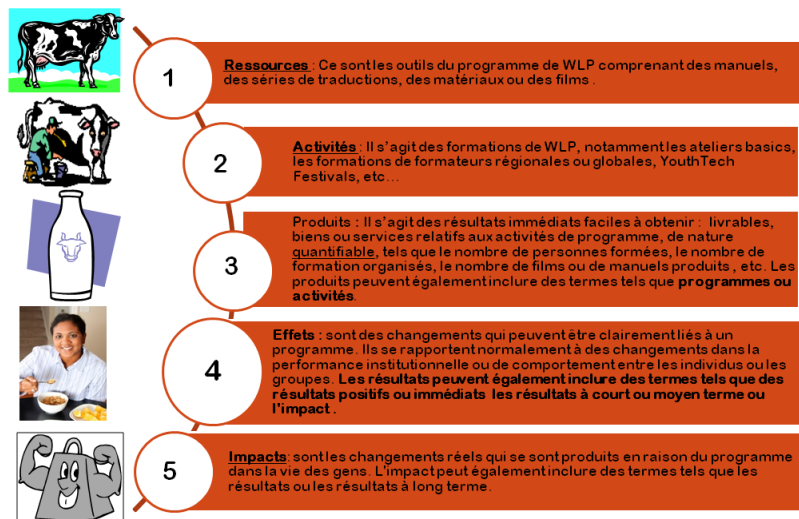 1
Ressources : Ce sont les outils du programme de WLP comprenant des manuels,
des séries de traductions, des matériaux ou des films .
2
Activités : Il s'agit des formations de WLP, notamment les ateliers basics,
les formations de formateurs régionales ou globales, YouthTech
Festivals, etc...
3
Produits : Il s'agit des résultats immédiats faciles à obtenir : livrables,
biens ou services relatifs aux activités de programme, de nature
quantifiable, tels que le nombre de personnes formées, le nombre de
formation organisés, le nombre de films ou de manuels produits , etc. Les
produits peuvent également inclure des termes tels que programmes ou
activités.
4
Effets : sont des changements qui peuvent être clairement liés à un
programme. Ils se rapportent normalement à des changements dans la
performance institutionnelle ou de comportement entre les individus ou les
groupes. Les résultats peuvent également inclure des termes tels que des
résultats positifs ou immédiats les résultats à court ou moyen terme ou
l'impact .
5
Impacts: sont les changements réels qui se sont produits en raison du programme
dans la vie des gens. L'impact peut également inclure des termes tels que les
résultats ou les résultats à long terme.